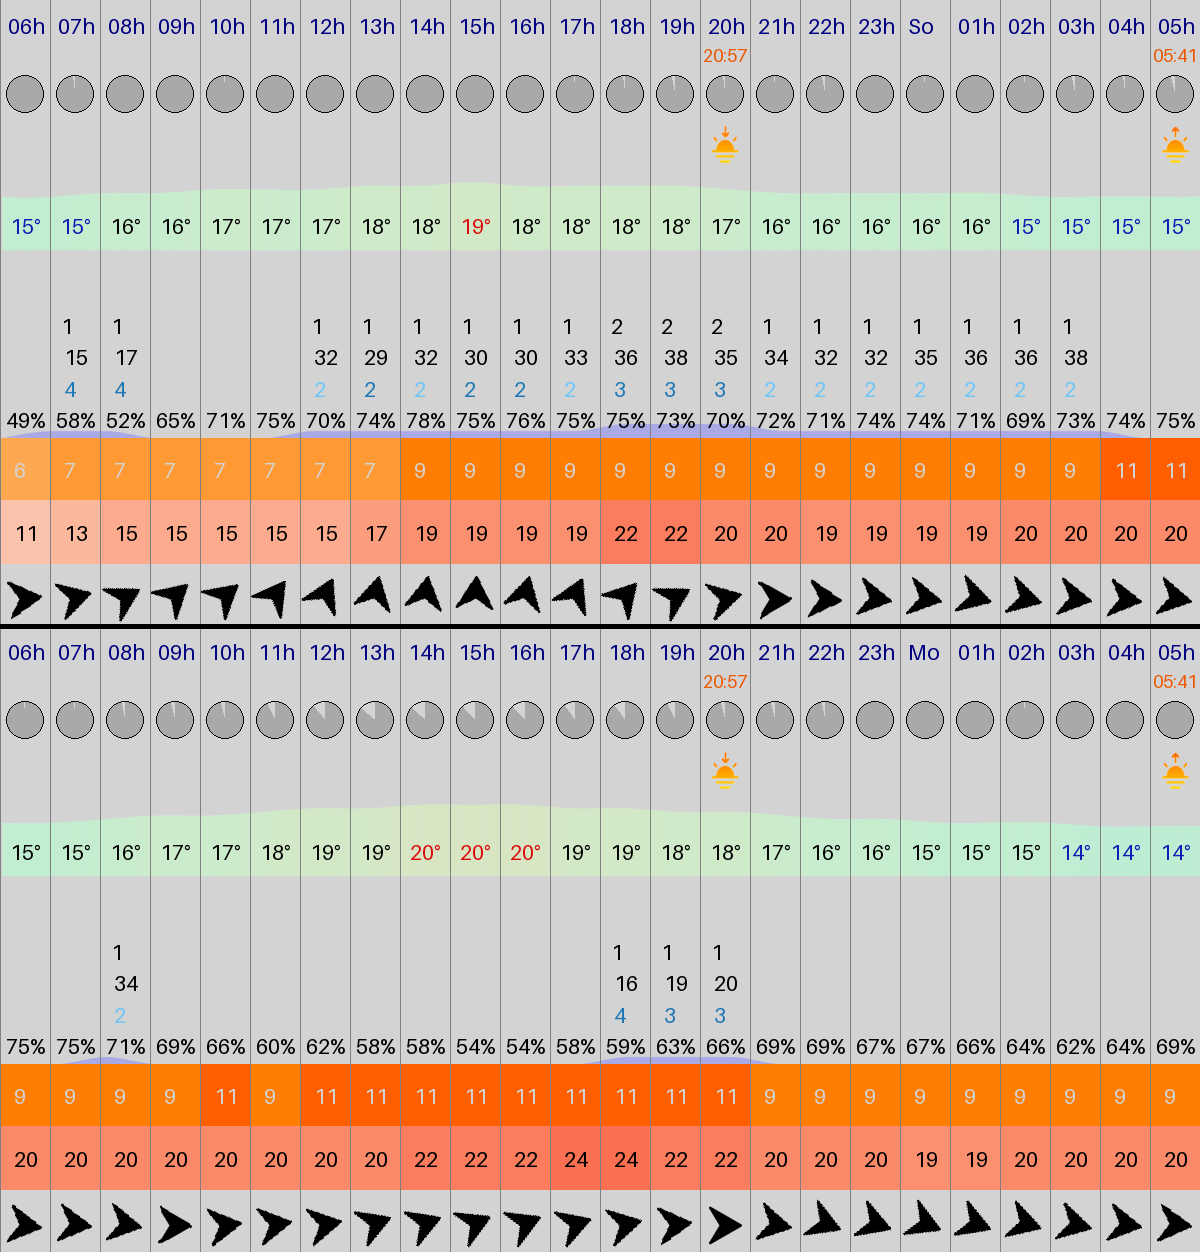 06h 07h 08h 09h 10h 11h 12h 13h 14h 15h 16h 17h 18h 19h 20h 21h 22h 23h So 01h 02h 03h 04h 05h
20:57 05:41
15° 15° 16° 16° 17° 17° 17° 18° 18° 19° 18° 18° 18° 18° 17° 16° 16° 16° 16° 16° 15° 15° 15° 15°
1 1 1 1 1 1 1 1 2 2 2 1 1 1 1 1 1 1
15 17 32 29 32 30 30 33 36 38 35 34 32 32 35 36 36 38
4 4 2 2 2 2 2 2 3 3 3 2 2 2 2 2 2 2
49% 58% 52% 65% 71% 75% 70% 74% 78% 75% 76% 75% 75% 73% 70% 72% 71% 74% 74% 71% 69% 73% 74% 75%
6 7 7 7 7 7 7 7 9 9 9 9 9 9 9 9 9 9 9 9 9 9 11 11
11 13 15 15 15 15 15 17 19 19 19 19 22 22 20 20 19 19 19 19 20 20 20 20
06h 07h 08h 09h 10h 11h 12h 13h 14h 15h 16h 17h 18h 19h 20h 21h 22h 23h Mo 01h 02h 03h 04h 05h
20:57 05:41
15° 15° 16° 17° 17° 18° 19° 19° 20° 20° 20° 19° 19° 18° 18° 17° 16° 16° 15° 15° 15° 14° 14° 14°
1 1 1 1
34 16 19 20
2 4 3 3
75% 75% 71% 69% 66% 60% 62% 58% 58% 54% 54% 58% 59% 63% 66% 69% 69% 67% 67% 66% 64% 62% 64% 69%
9 9 9 9 11 9 11 11 11 11 11 11 11 11 11 9 9 9 9 9 9 9 9 9
20 20 20 20 20 20 20 20 22 22 22 24 24 22 22 20 20 20 19 19 20 20 20 20